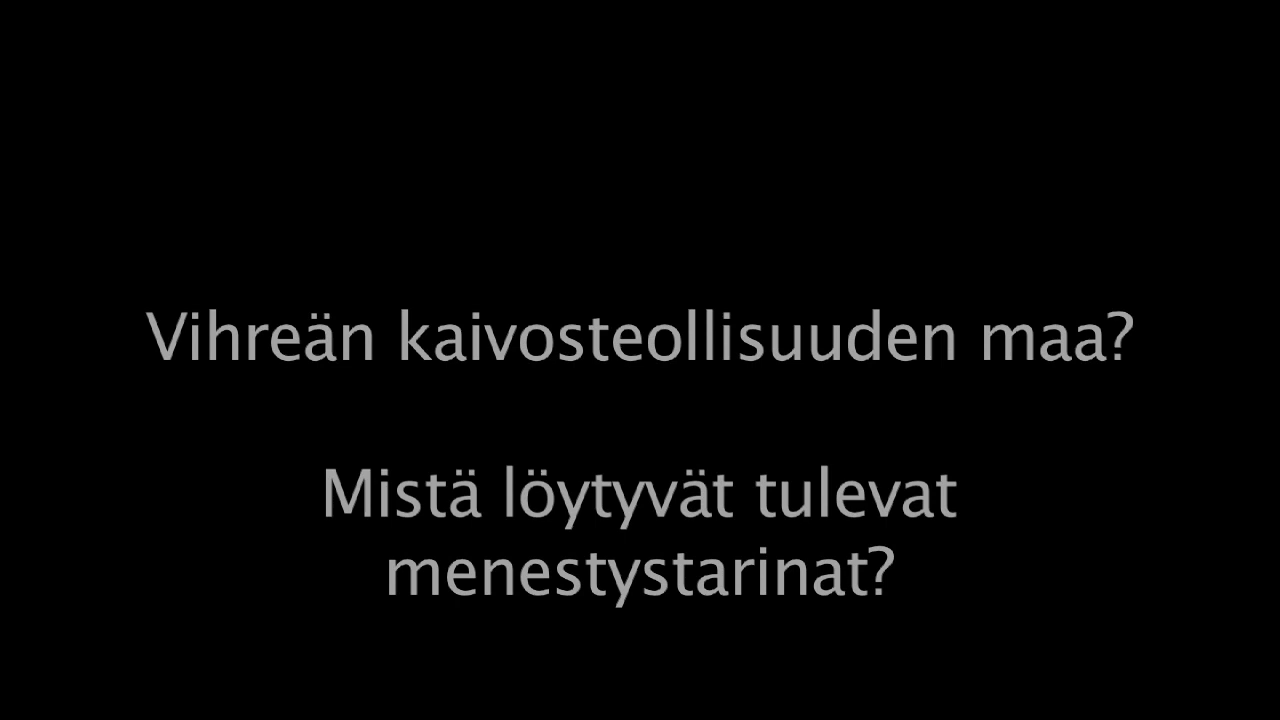 Vihreän kaivosteollisuuden maa?
Mistä löytyvät tulevat
menestystarinat?